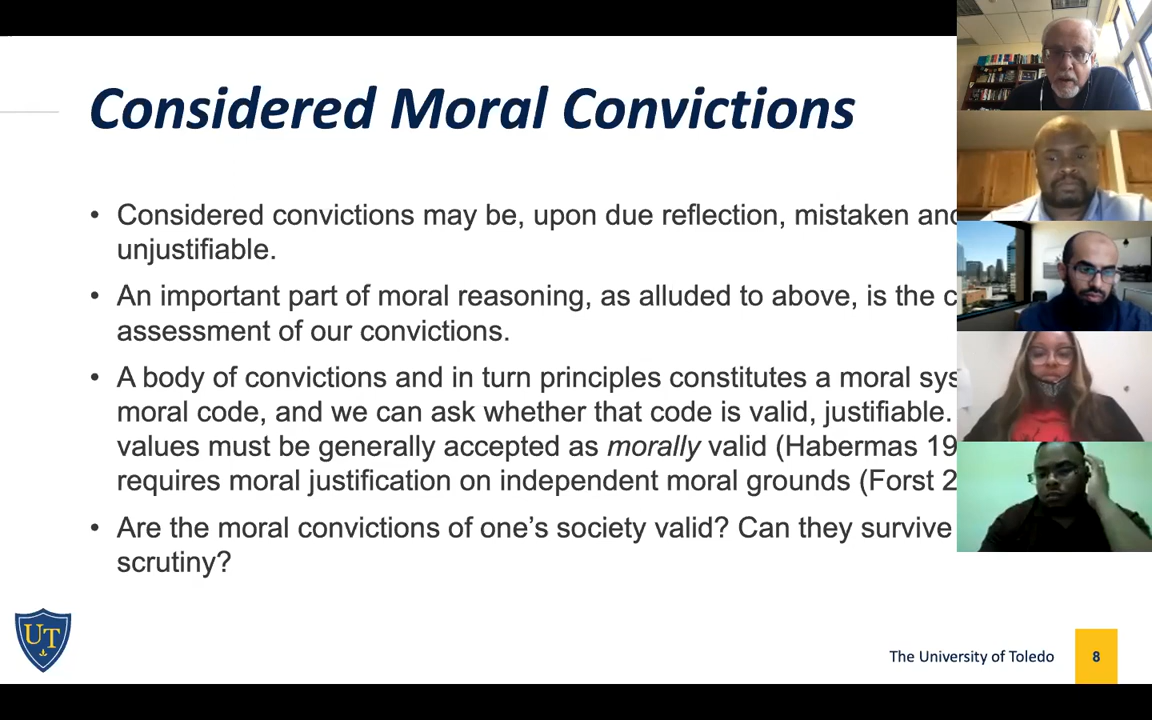 Considered Moral Convictions
• Considered convictions may be, upon due reflection, mistaken and
unjustifiable.
• An important part of moral reasoning, as alluded to above, is the
assessment of our convictions.
• A body of convictions and in turn principles constitutes a moral
moral code, and we can ask whether that code is valid, justifiable.
values must be generally accepted as morally valid (Habermas
requires moral justification on independent moral grounds (Forst
• Are the moral convictions of one's society valid? Can they survive
scrutiny?
UT
The University of Toledo
8